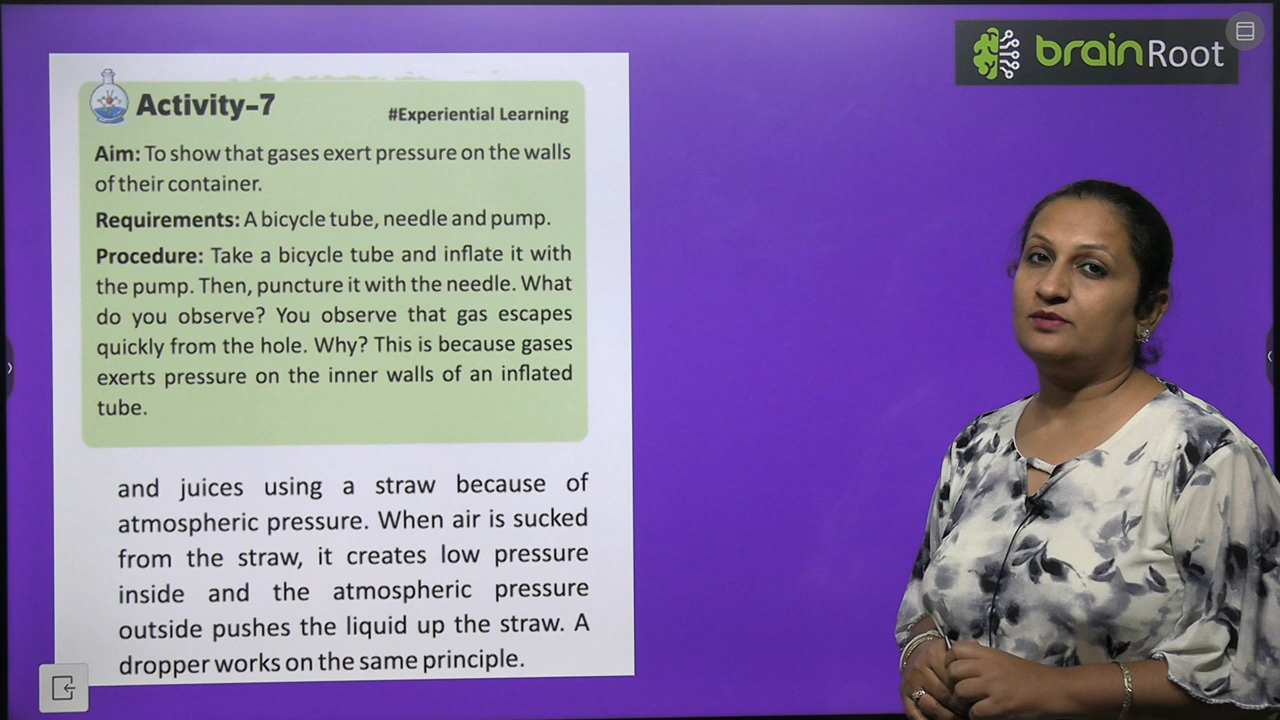 brainRoot
Activity-7
#Experiential Learning
Aim: To show that gases exert pressure on the walls
of their container.
Requirements: A bicycle tube, needle and pump.
Procedure: Take a bicycle tube and inflate it with
the pump. Then, puncture it with the needle. What
do you observe? You observe that gas escapes
quickly from the hole. Why? This is because gases
exerts pressure on the inner walls of an inflated
tube.
and juices using a straw because of
atmospheric pressure. When air is sucked
from the straw, it creates low pressure
inside and the atmospheric pressure
outside pushes the liquid up the straw. A
dropper works on the same principle.